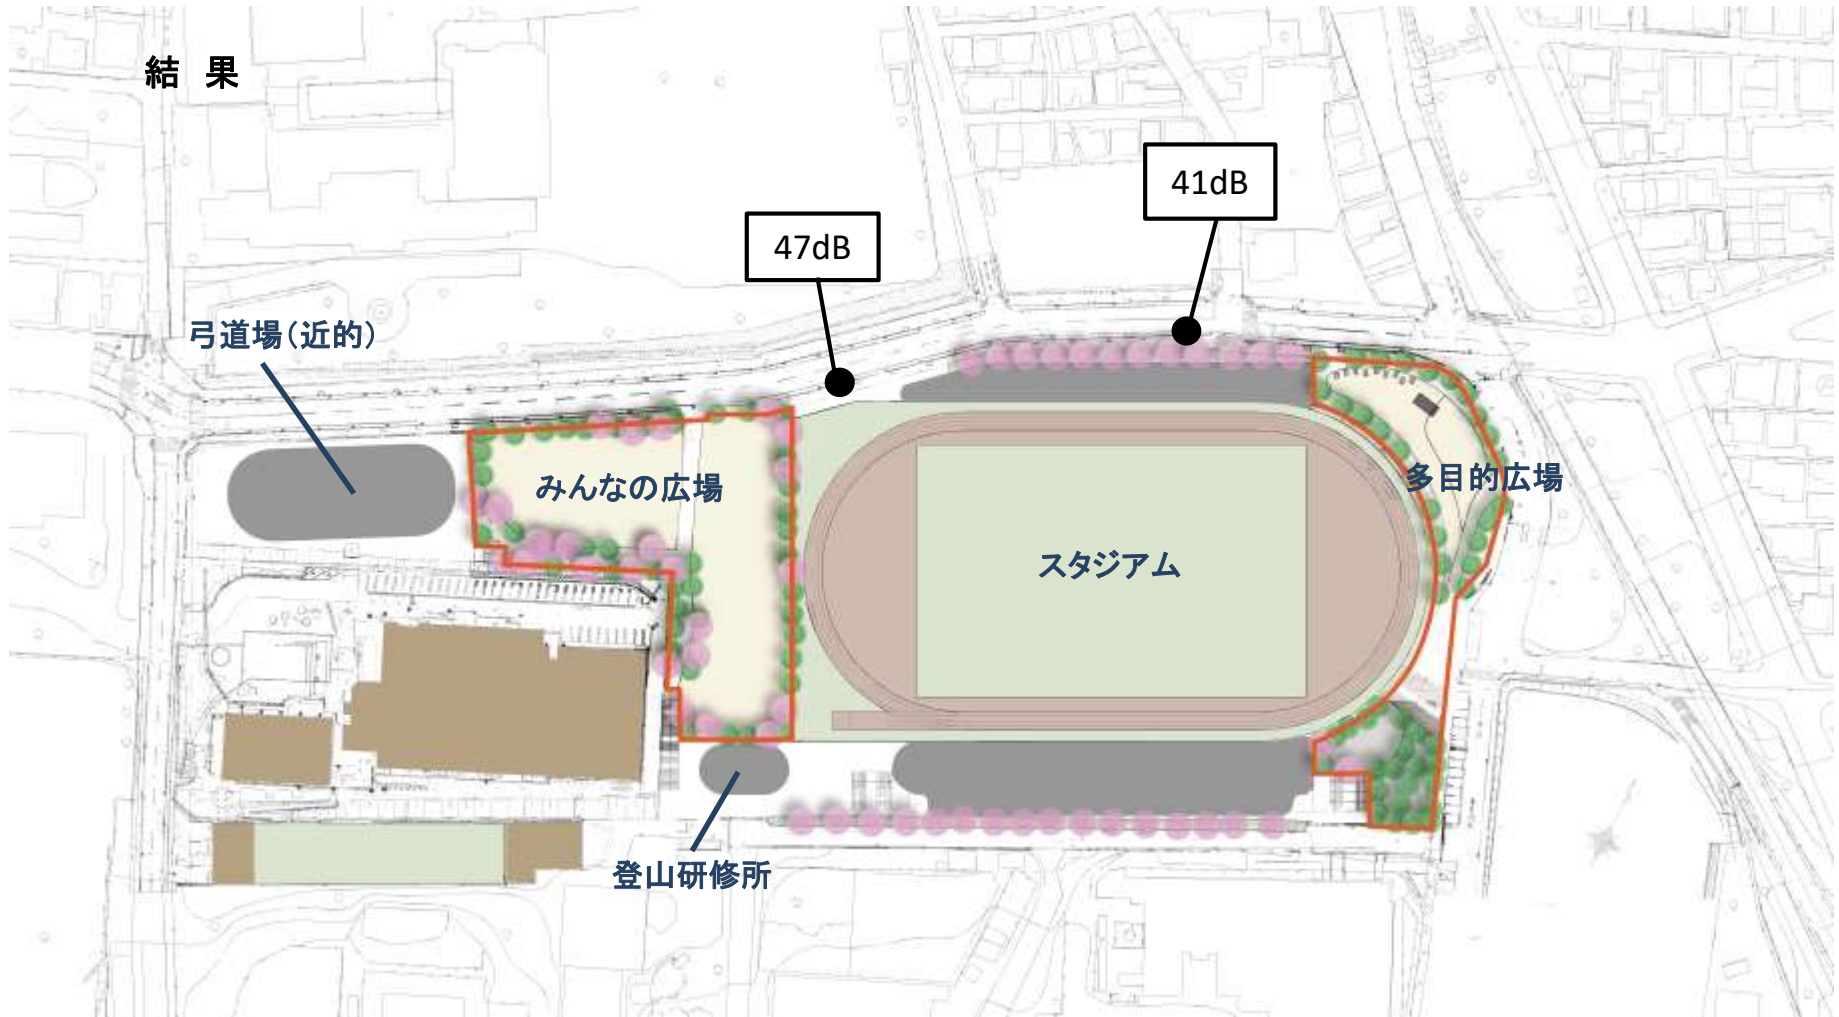 結 果
41dB
47dB
弓道場(近的)
みんなの広場
多目的広場
スタジアム
登山研修所